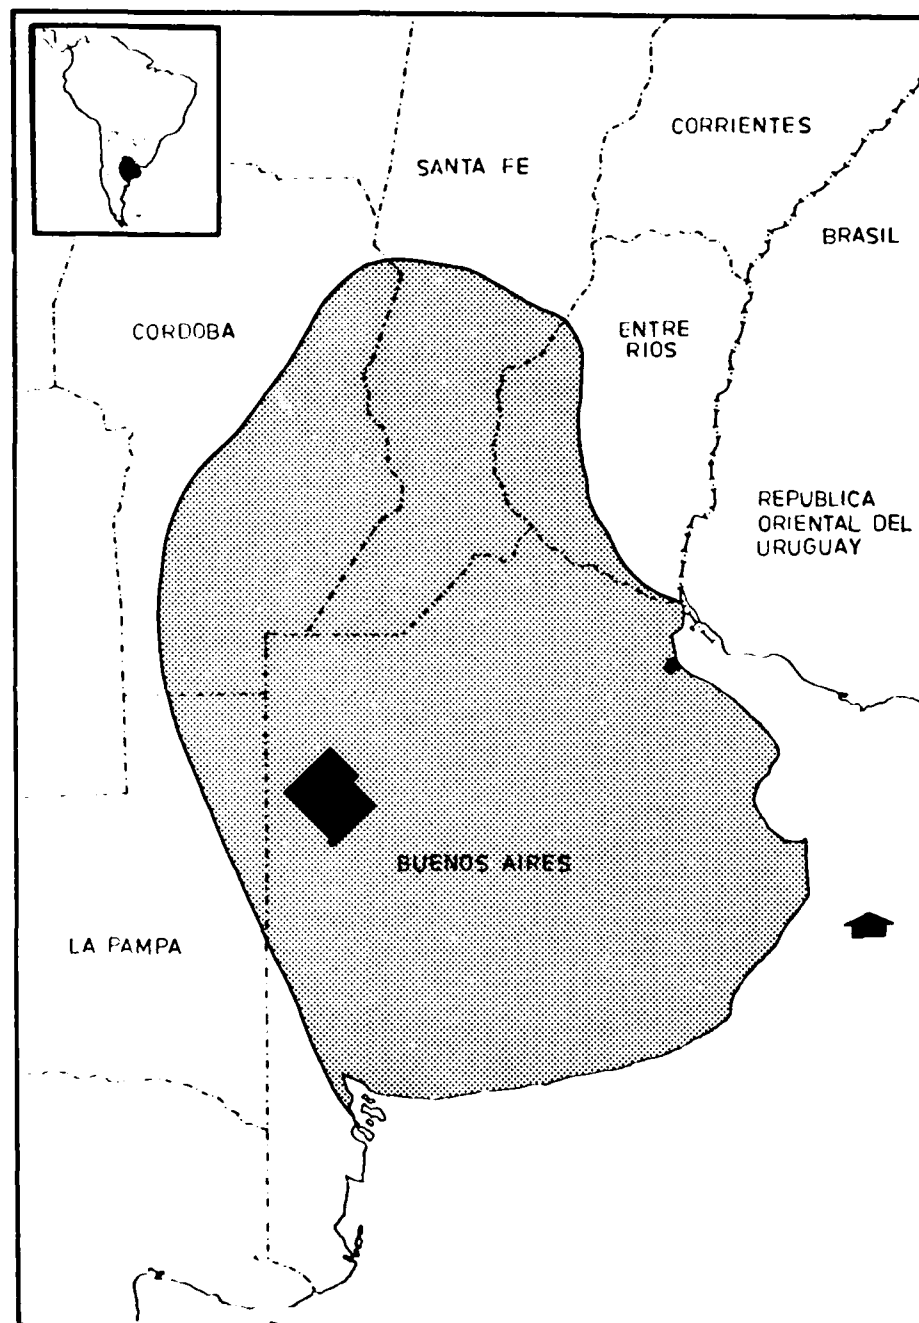 CORRIENTES
SANTA FE
BRASIL
CORDOBA
ENTRE
RIOS
REPUBLICA
ORIENTAL DEL
URUGUAY
BUENOS AIRES
LA PAMPA